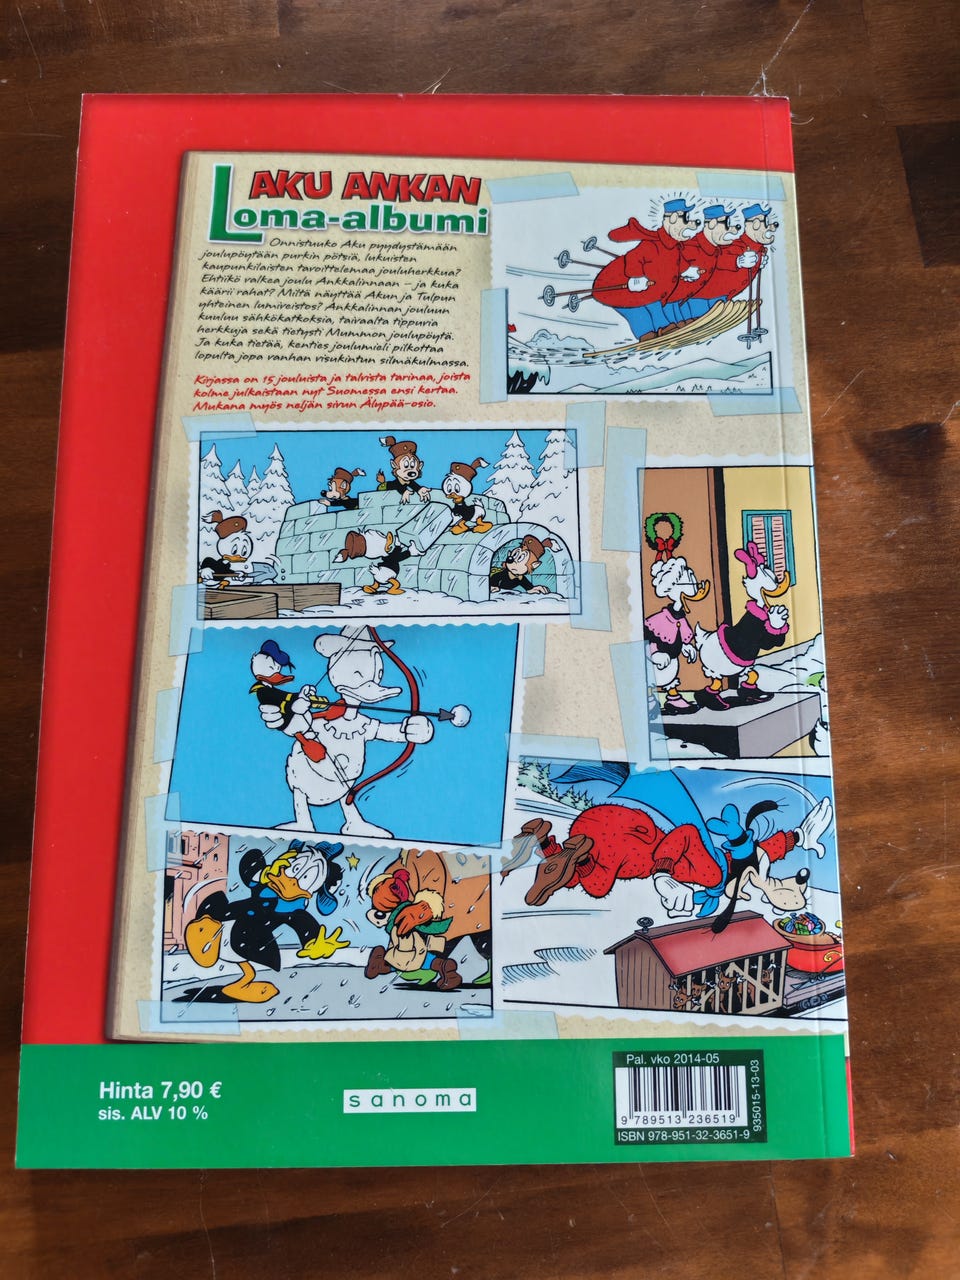 AKU ANKAN
Loma-albumi
Onnistuuko Aku pyydystämään
joulupöytään purkin pötsiä, lukuisten
kaupunkilaisten tavoittelemaa jouluherkkua?
Ehtiikö valkea joulu Ankkalinnaan – ja kuka
käärii rahat? Miltä näyttää Akun ja Tulpun
yhteinen lumiveistos? Ankkalinnan jouluun
kuuluu sähkökatkoksia, taivaalta tippuvia
herkkuja sekä tietysti Mummon joulupöytä.
Ja kuka tietää, kenties joulumieli pilkottaa
lopulta jopa vanhan visukintun silmäkulmassa.
Kirjassa on 15 jouluista ja talvista tarinaa, joista
kolme julkaistaan nyt Suomessa ensi kertaa.
Mukana myös neljän sivun Älypää-osio.
Hinta 7,90 €
sis. ALV 10 %
sanoma
Pal. vko 2014-05
9 789513 236519
ISBN 978-951-32-3651-9
935015-13-03